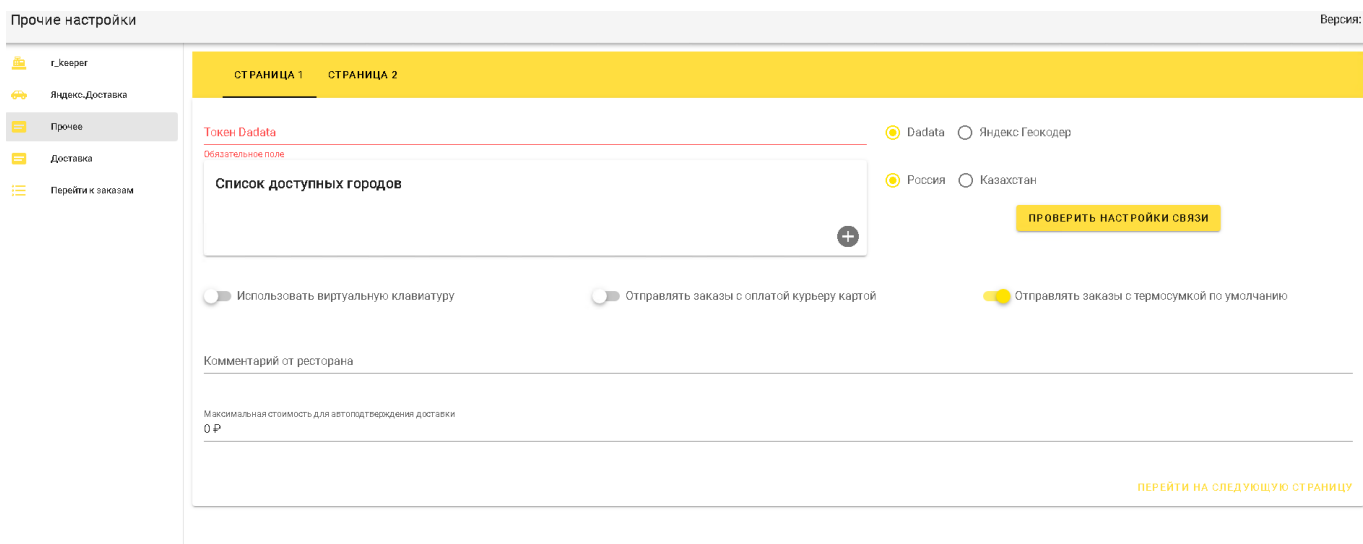 Прочие настройки
Версия:
r_keeper
Яндекс.Доставка
Прочее
Доставка
Перейти к заказам
СТРАНИЦА 1
СТРАНИЦА 2
Токен Dadata
Обязательное поле
Dadata
Яндекс Геокодер
Список доступных городов
Россия
Казахстан
ПРОВЕРИТЬ НАСТРОЙКИ СВЯЗИ
Использовать виртуальную клавиатуру
Отправлять заказы с оплатой курьеру картой
Отправлять заказы с термосумкой по умолчанию
Комментарий от ресторана
Максимальная стоимость для автоподтверждения доставки
0 ₽
ПЕРЕЙТИ НА СЛЕДУЮЩУЮ СТРАНИЦУ